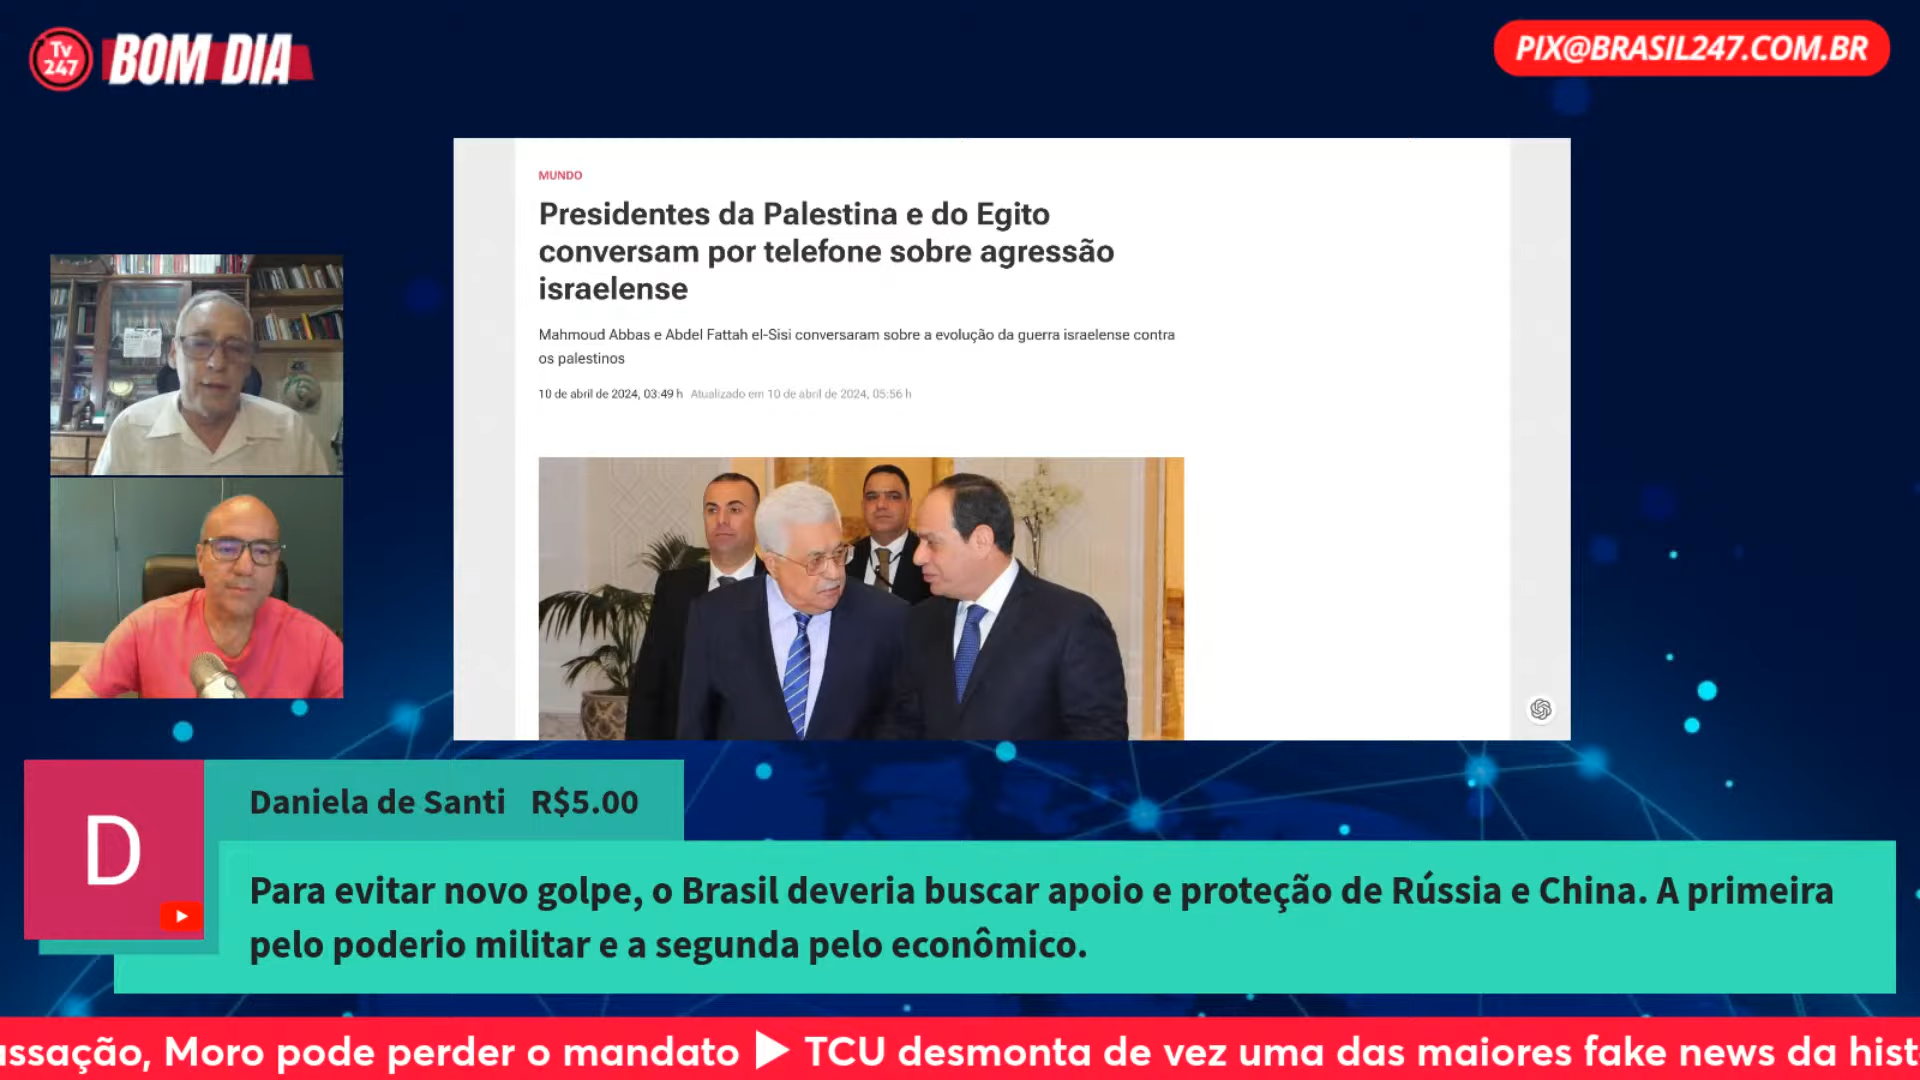 Tv
247
BOM DIA
PIX@BRASIL247.COM.BR
MUNDO
Presidentes da Palestina e do Egito
conversam por telefone sobre agressão
israelense
Mahmoud Abbas e Abdel Fattah el-Sisi conversaram sobre a evolução da guerra israelense contra
os palestinos
10 de abril de 2024, 03:49 h Atualizado em 10 de abril de 2024, 05:56 h
D
Daniela de Santi R$5.00
Para evitar novo golpe, o Brasil deveria buscar apoio e proteção de Rússia e China. A primeira
pelo poderio militar e a segunda pelo econômico.
assação, Moro pode perder o mandato ▶ TCU desmonta de vez uma das maiores fake news da hist